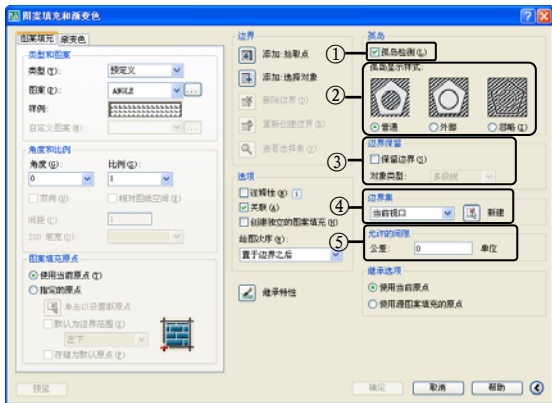 图案填充和渐变色
图案填充 渐变色
类型和图案
类型(Y): 预定义
图案(P): ANGLE
样例:
自定义图案(M):
角度和比例
角度(G): 比例(S):
0 1
双向(U) 相对图纸空间(E)
间距(C): 1
ISO 笔宽(O):
图案填充原点
使用当前原点(T)
指定的原点
单击以设置新原点
默认为边界范围(X)
左下
存储为默认原点(F)
预览
边界
添加:拾取点
添加:选择对象
删除边界(D)
重新创建边界(R)
查看选择集(V)
选项
注释性(N)
关联(A)
创建独立的图案填充(H)
绘图次序(W):
置于边界之后
继承特性
孤岛
① 孤岛检测(L)
孤岛显示样式:
②
普通 外部 忽略(I)
边界保留
③ 保留边界(S)
对象类型: 多段线
边界集
④ 当前视口 新建
允许的间隙
⑤ 公差: 0 单位
继承选项
使用当前原点
使用源图案填充的原点
确定 取消 帮助